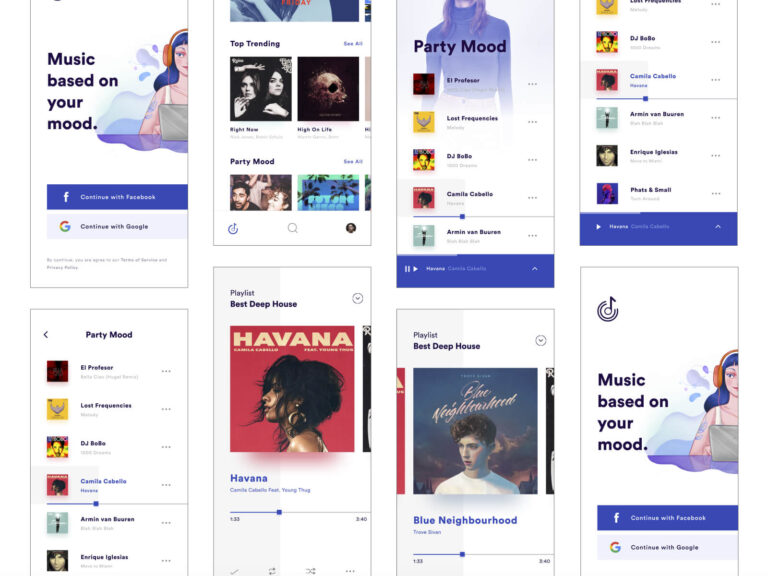 Music
based on
your
mood.
Continue with Facebook
Continue with Google
By continue, you are agree to our Terms of Service and
Privacy Policy.
FRIDAY
Top Trending
See All
Right Now
Nick Jonas, Robin Schulz
High On Life
Martin Garrix, Bonn
Party Mood
See All
Party Mood
El Profesor
Lost Frequencies
Melody
DJ BoBo
1000 Dreams
Camila Cabello
Havana
Armin van Buuren
Blah Blah Blah
Havana Camila Cabello
Lost Frequencies
Melody
DJ BoBo
1000 Dreams
Camila Cabello
Havana
Armin van Buuren
Blah Blah Blah
Enrique Iglesias
Move to Miami
Phats & Small
Turn Around
Havana Camila Cabello
Party Mood
El Profesor
Bella Ciao (Hugel Remix)
Lost Frequencies
Melody
DJ BoBo
1000 Dreams
Camila Cabello
Havana
Armin van Buuren
Blah Blah Blah
Enrique Iglesias
Move to Miami
Playlist
Best Deep House
HAVANA
CAMILA CABELLO FEAT. YOUNG THUG
Havana
Camila Cabello Feat. Young Thug
1:33
3:40
Playlist
Best Deep House
TROYE SIVAN
Blue
Neighbourhood
Blue Neighbourhood
Trove Sivan
1:33
3:40
Music
based on
your
mood.
Continue with Facebook
Continue with Google